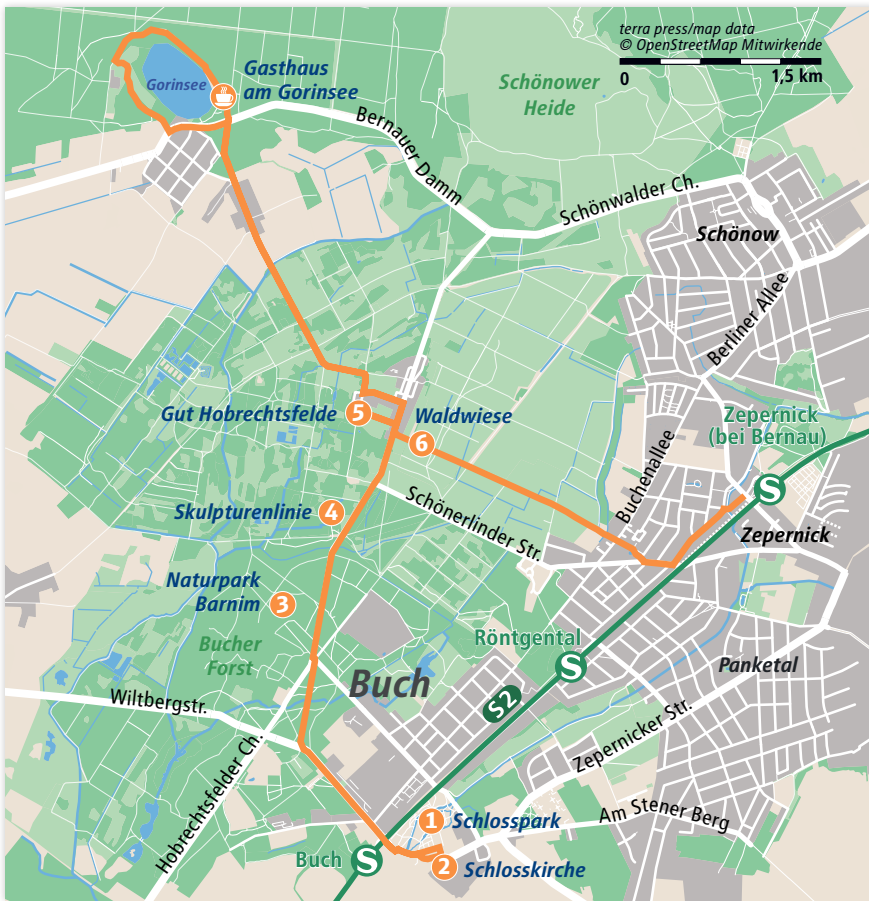 terra press/map data
© OpenStreetMap Mitwirkende
0 1,5 km
Gorinsee
Gasthaus
am Gorinsee
Schönower
Heide
Bernauer Damm
Schönwalder Ch.
Schönow
Berliner Allee
Gut Hobrechtsfelde
5
Waldwiese
6
Zepernick
(bei Bernau)
S
Buchenallee
Skulpturenlinie
4
Schönerlinder Str.
Zepernick
Naturpark
Barnim
3
Bucher
Forst
Röntgental
S
Buch
S2
Panketal
Wiltbergstr.
Hobrechtsfelder Ch.
Zepernicker Str.
Am Stener Berg
1
Schlosspark
Buch
S
2
Schlosskirche